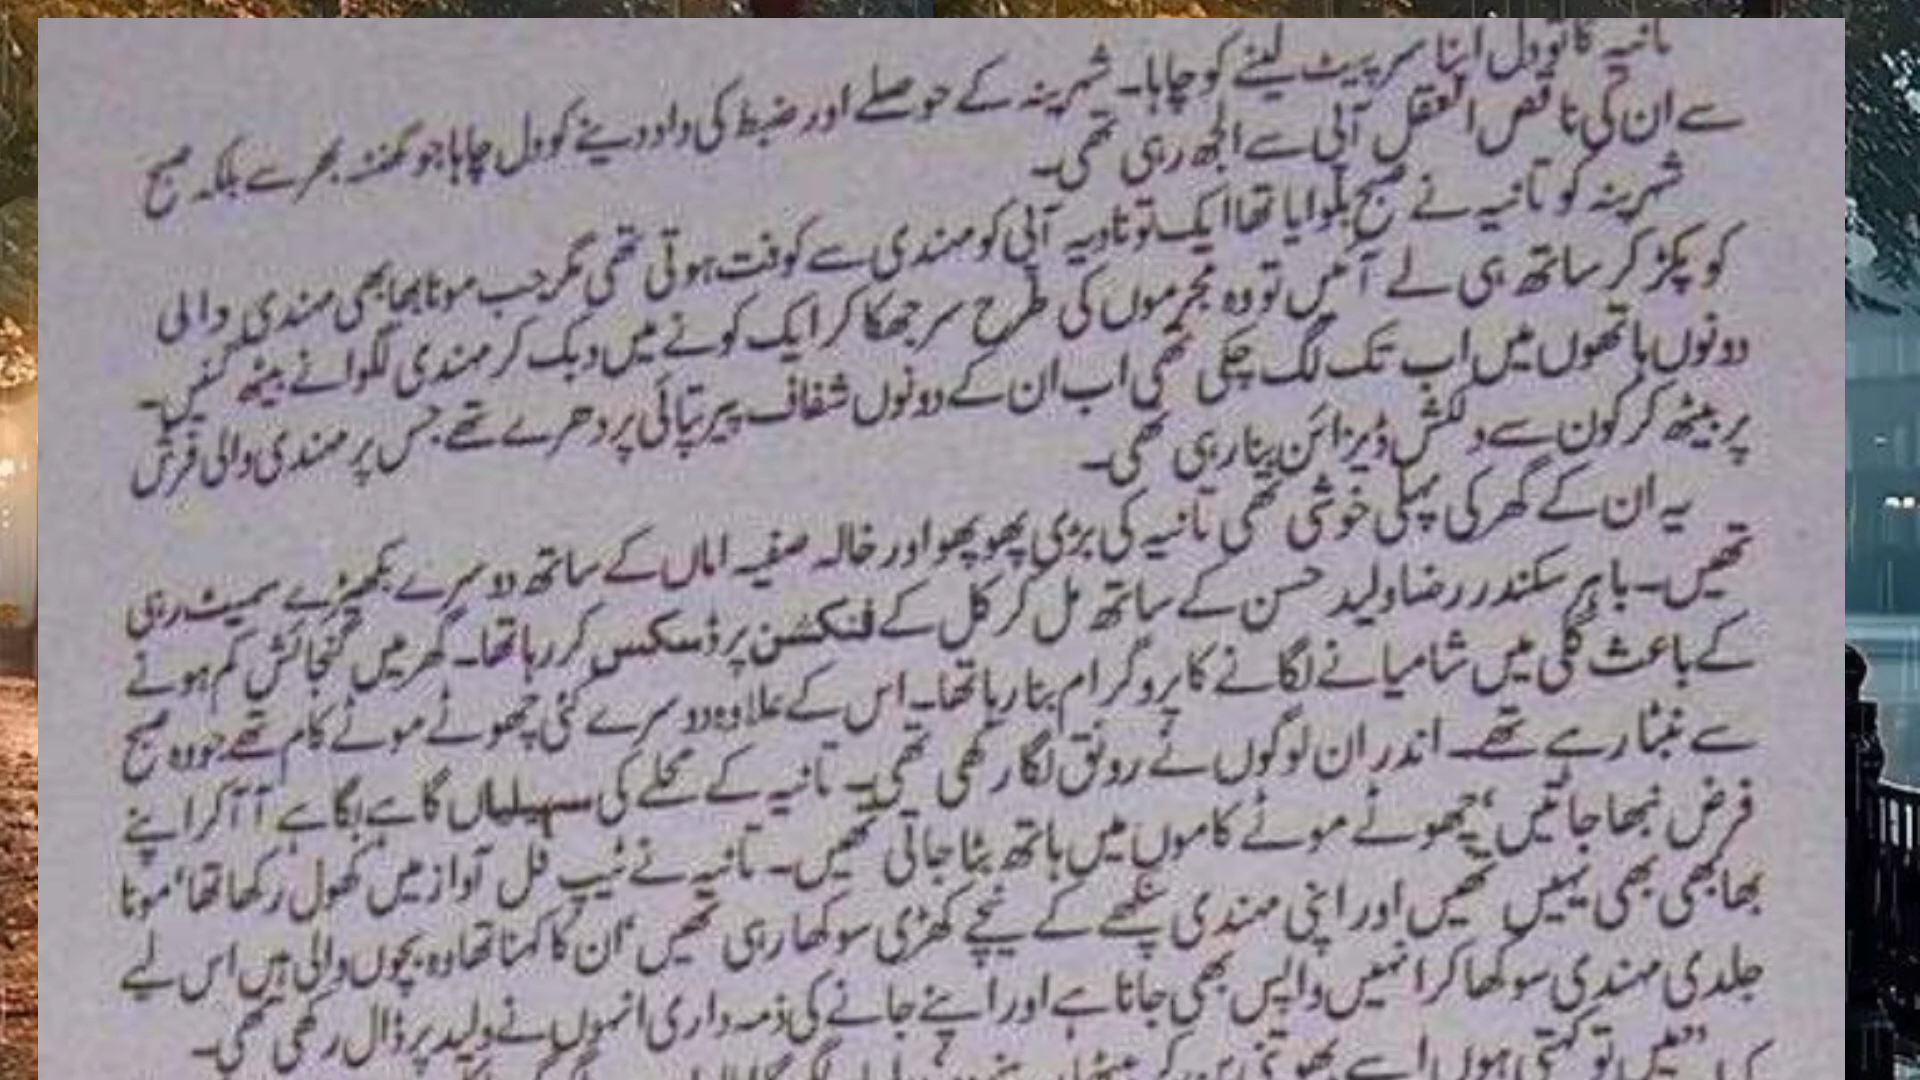 تانیہ کا تو دل اپنا سر پیٹ لینے کو چاہا۔ شہرینہ کے حوصلے اور ضبط کی داد دینے کو دل چاہا جو گھنٹہ بھر سے بلکہ صبح
سے ان کی ناقص العقل آپی سے الجھ رہی تھی۔
شہرینہ کو تانیہ نے صبح بلوایا تھا ایک تو نادیہ آپی کو مہندی سے کوفت ہوتی تھی مگر جب مونا بھابھی مہندی والی
کو پکڑ کر ساتھ ہی لے آئیں تو وہ مجرموں کی طرح سر جھکا کر ایک کونے میں دبک کر مہندی لگوانے بیٹھ گئیں۔
دونوں ہاتھوں میں اب تک لگ چکی تھی اب ان کے دونوں شفاف پیر تپائی پر دھرے تھے جس پر مہندی والی فرش
پر بیٹھ کر کون سے دلکش ڈیزائن بنا رہی تھی۔
یہ ان کے گھر کی پہلی خوشی تھی تانیہ کی بڑی پھوپھو اور خالہ صفیہ اماں کے ساتھ دوسرے بکھیڑے سمیٹ رہی
تھیں۔ باہر سکندر رضا ولید حسن کے ساتھ مل کر کل کے فنکشن پر ڈسکس کر رہا تھا۔ گھر میں گنجائش کم ہونے
کے باعث گلی میں شامیانے لگانے کا پروگرام بنا رہا تھا۔ اس کے علاوہ دوسرے کئی چھوٹے موٹے کام تھے جو وہ صبح
سے نبٹا رہے تھے۔ اندر ان لوگوں نے رونق لگا رکھی تھی۔ تانیہ کے محلے کی سہیلیاں گاہے بگاہے آ آ کر اپنے
فرض نبھا جاتیں، چھوٹے موٹے کاموں میں ہاتھ بٹا جاتی تھیں۔ تانیہ نے ٹیپ فل آواز میں کھول رکھا تھا، مونا
بھابھی بھی یہیں تھیں اور اپنی مہندی پنکھے کے نیچے کھڑی سوکھا رہی تھیں، ان کا کہنا تھا وہ بچوں والی ہیں اس لیے
جلدی مہندی سوکھا کر انہیں واپس بھی جانا ہے اور اپنے جانے کی ذمہ داری انہوں نے ولید پر ڈال رکھی تھی۔
"میں تو کہتی ہوں اسے